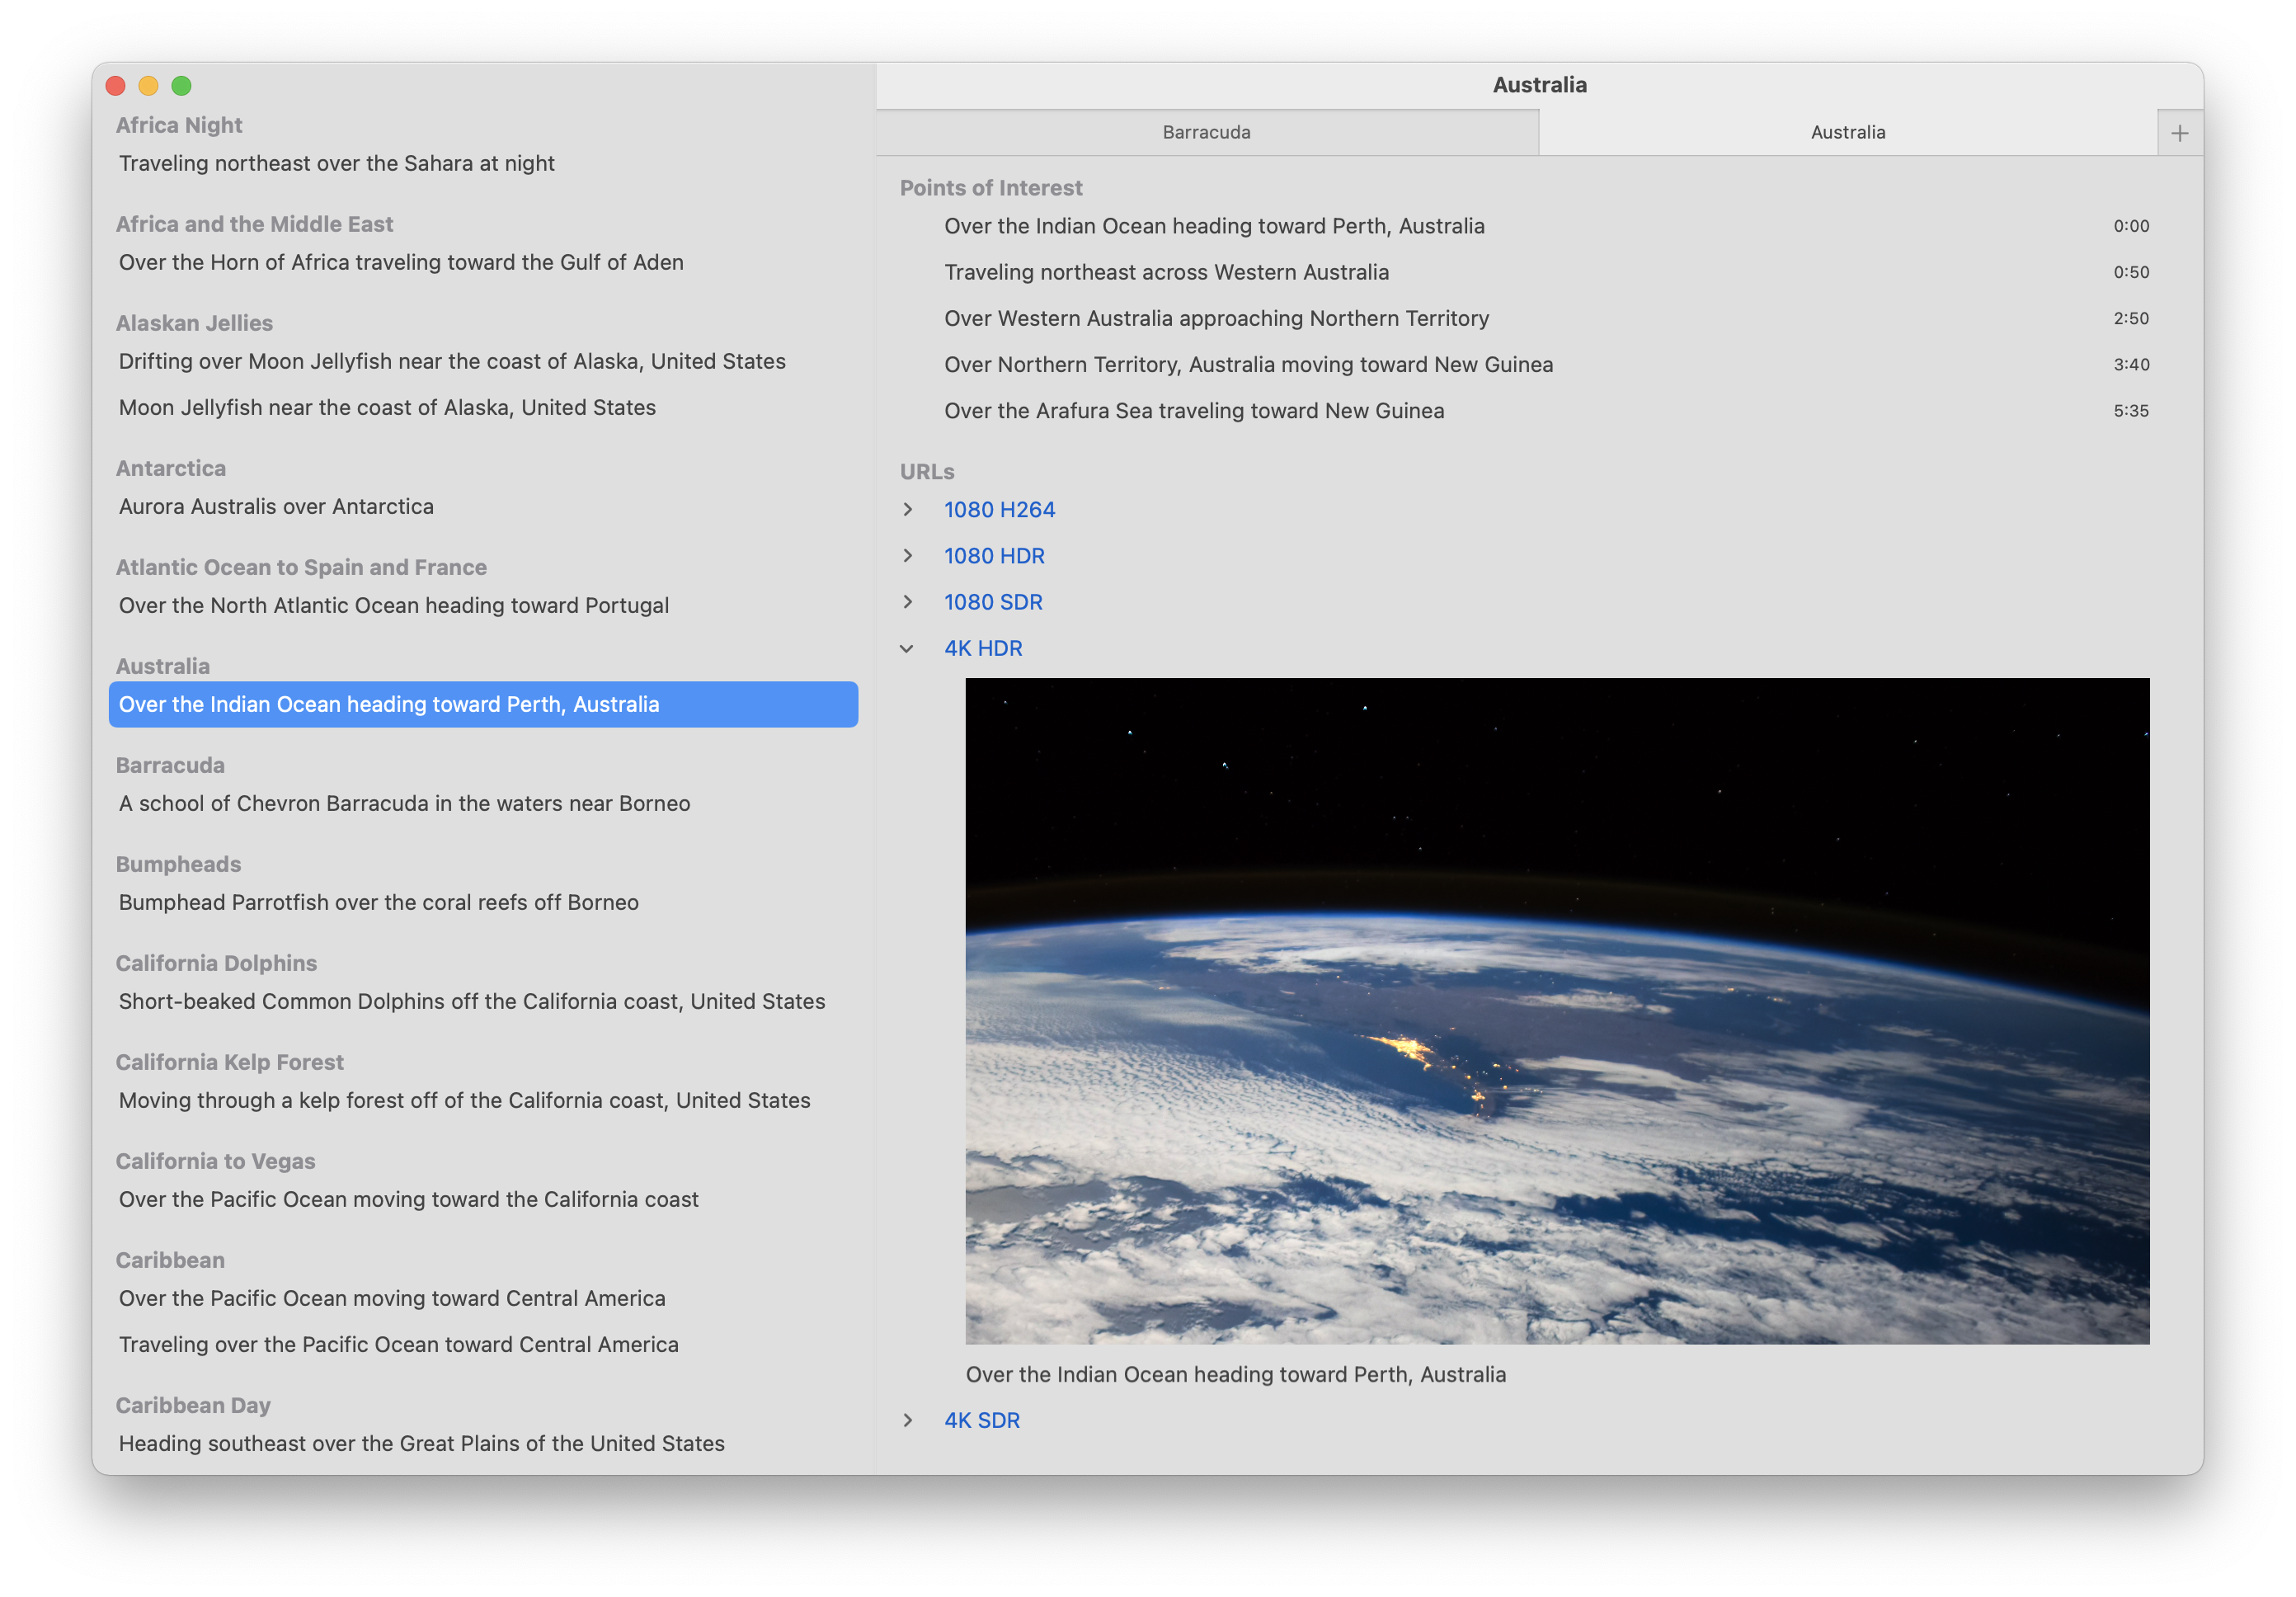 Africa Night
Traveling northeast over the Sahara at night
Africa and the Middle East
Over the Horn of Africa traveling toward the Gulf of Aden
Alaskan Jellies
Drifting over Moon Jellyfish near the coast of Alaska, United States
Moon Jellyfish near the coast of Alaska, United States
Antarctica
Aurora Australis over Antarctica
Atlantic Ocean to Spain and France
Over the North Atlantic Ocean heading toward Portugal
Australia
Over the Indian Ocean heading toward Perth, Australia
Barracuda
A school of Chevron Barracuda in the waters near Borneo
Bumpheads
Bumphead Parrotfish over the coral reefs off Borneo
California Dolphins
Short-beaked Common Dolphins off the California coast, United States
California Kelp Forest
Moving through a kelp forest off of the California coast, United States
California to Vegas
Over the Pacific Ocean moving toward the California coast
Caribbean
Over the Pacific Ocean moving toward Central America
Traveling over the Pacific Ocean toward Central America
Caribbean Day
Heading southeast over the Great Plains of the United States
Australia
Barracuda
Australia
Points of Interest
Over the Indian Ocean heading toward Perth, Australia 0:00
Traveling northeast across Western Australia 0:50
Over Western Australia approaching Northern Territory 2:50
Over Northern Territory, Australia moving toward New Guinea 3:40
Over the Arafura Sea traveling toward New Guinea 5:35
URLs
1080 H264
1080 HDR
1080 SDR
4K HDR
Over the Indian Ocean heading toward Perth, Australia
4K SDR